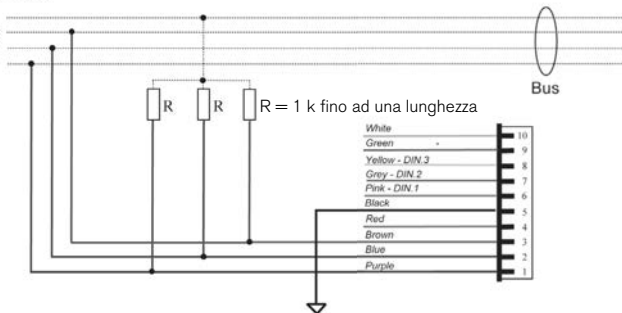 Bus
R
R
R = 1 k fino ad una lunghezza
White
10
Green
9
Yellow - DIN.3
8
Grey - DIN.2
7
Pink - DIN.1
6
Black
5
Red
4
Brown
3
Blue
2
Purple
1